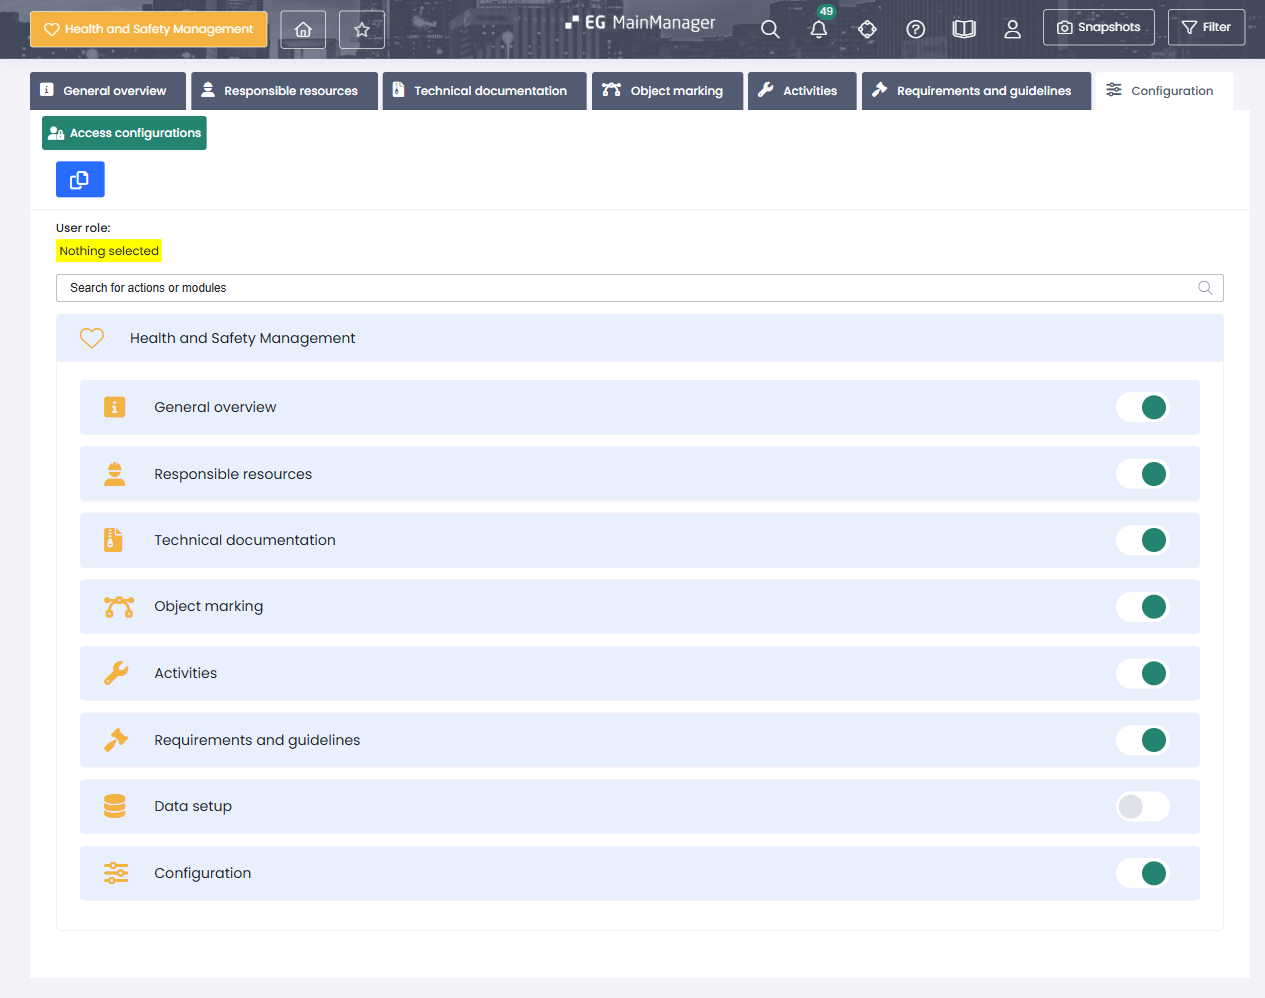 Health and Safety Management
EG MainManager
49
Snapshots
Filter
General overview
Responsible resources
Technical documentation
Object marking
Activities
Requirements and guidelines
Configuration
Access configurations
User role:
Nothing selected
Search for actions or modules
Health and Safety Management
General overview
Responsible resources
Technical documentation
Object marking
Activities
Requirements and guidelines
Data setup
Configuration